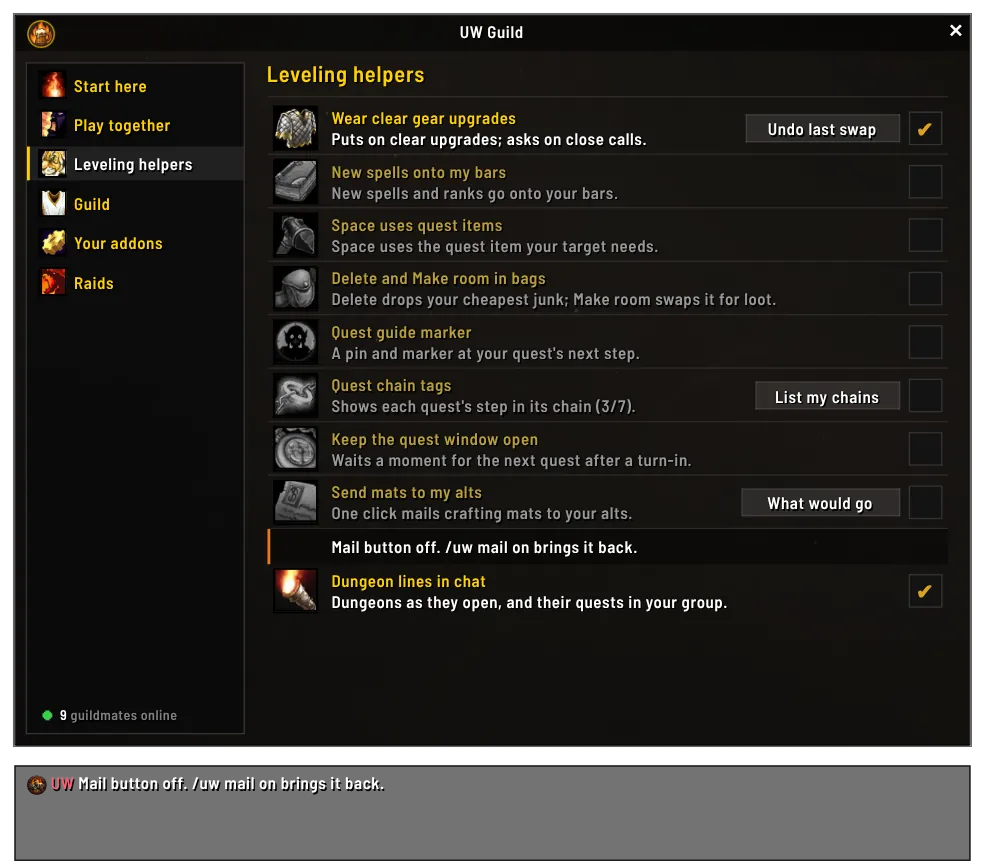 UW Guild
Start here
Play together
Leveling helpers
Guild
Your addons
Raids
9 guildmates online
Leveling helpers
Wear clear gear upgrades
Puts on clear upgrades; asks on close calls.
Undo last swap
New spells onto my bars
New spells and ranks go onto your bars.
Space uses quest items
Space uses the quest item your target needs.
Delete and Make room in bags
Delete drops your cheapest junk; Make room swaps it for loot.
Quest guide marker
A pin and marker at your quest's next step.
Quest chain tags
Shows each quest's step in its chain (3/7).
List my chains
Keep the quest window open
Waits a moment for the next quest after a turn-in.
Send mats to my alts
One click mails crafting mats to your alts.
What would go
Mail button off. /uw mail on brings it back.
Dungeon lines in chat
Dungeons as they open, and their quests in your group.
UW Mail button off. /uw mail on brings it back.